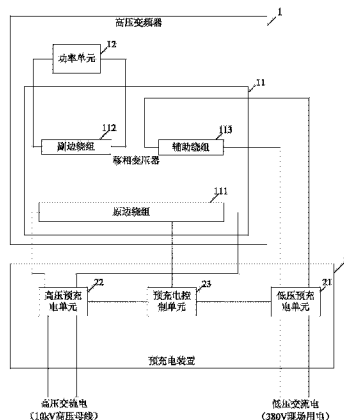 1
高压变频器
12
功率单元
11
112
113
副边绕组
辅助绕组
移相变压器
111
原边绕组
22
23
21
高压预充
电单元
预充电控
制单元
低压预充
电单元
预充电装置
高压交流电
(10kV高压母线)
低压交流电
(380V现场用电)